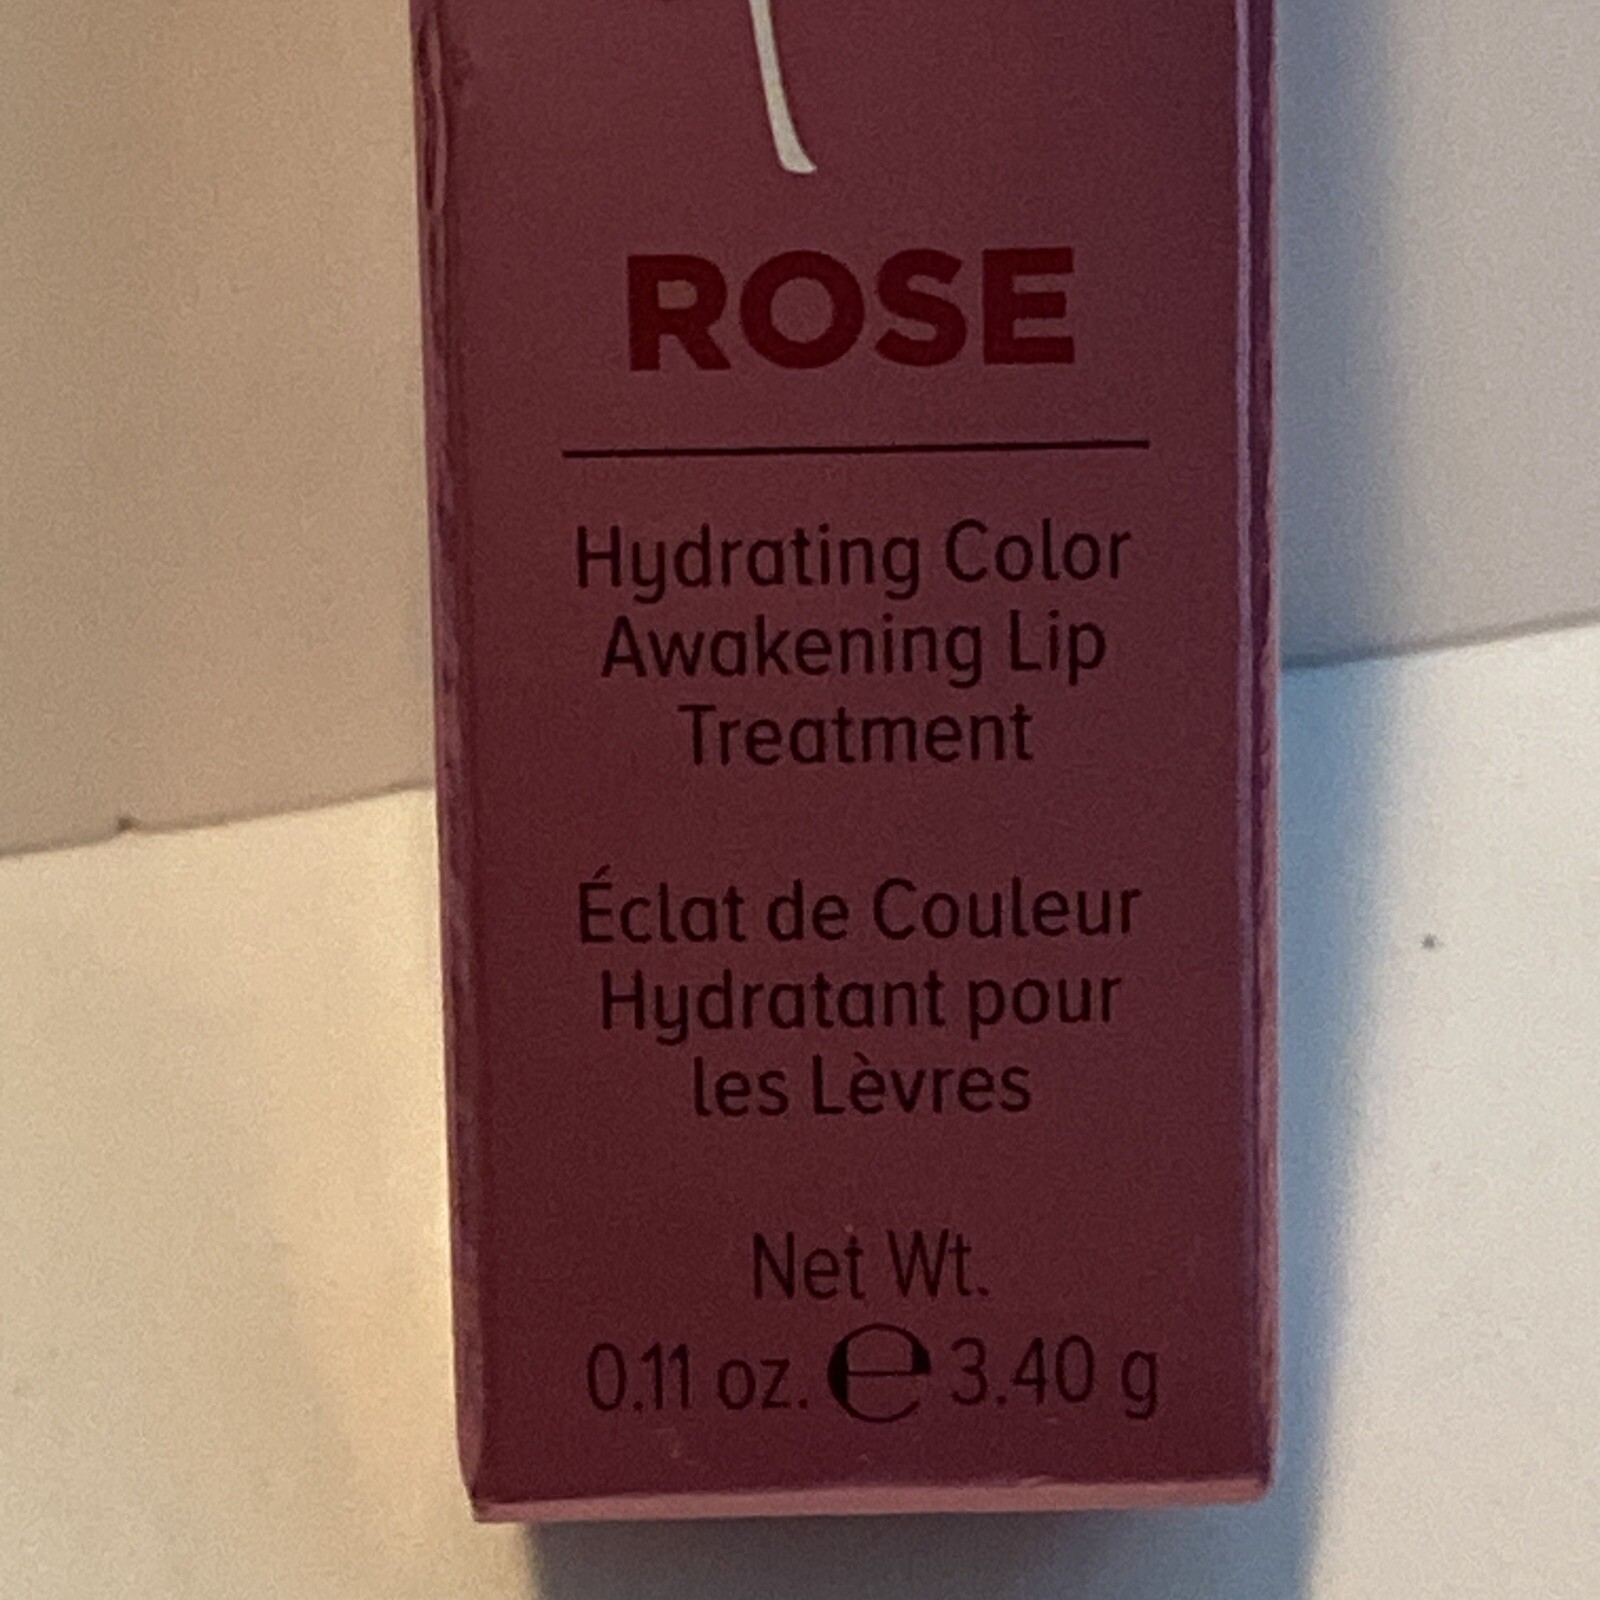 ROSE
Hydrating Color
Awakening Lip
Treatment
Éclat de Couleur
Hydratant pour
les Lèvres
Net Wt.
0.11 oz. ℮ 3.40 g